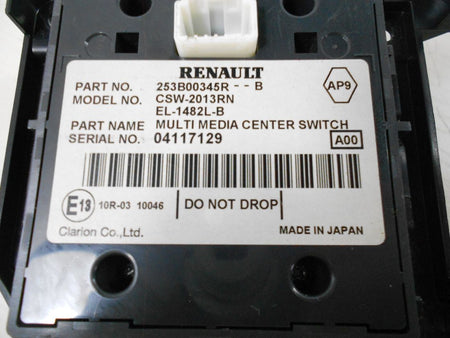 RENAULT
PART NO. 253B00345R - - B
MODEL NO. CSW-2013RN
EL-1482L-B
AP9
PART NAME MULTI MEDIA CENTER SWITCH
SERIAL NO. 04117129
A00
E13 10R-03 10046 DO NOT DROP
Clarion Co.,Ltd. MADE IN JAPAN